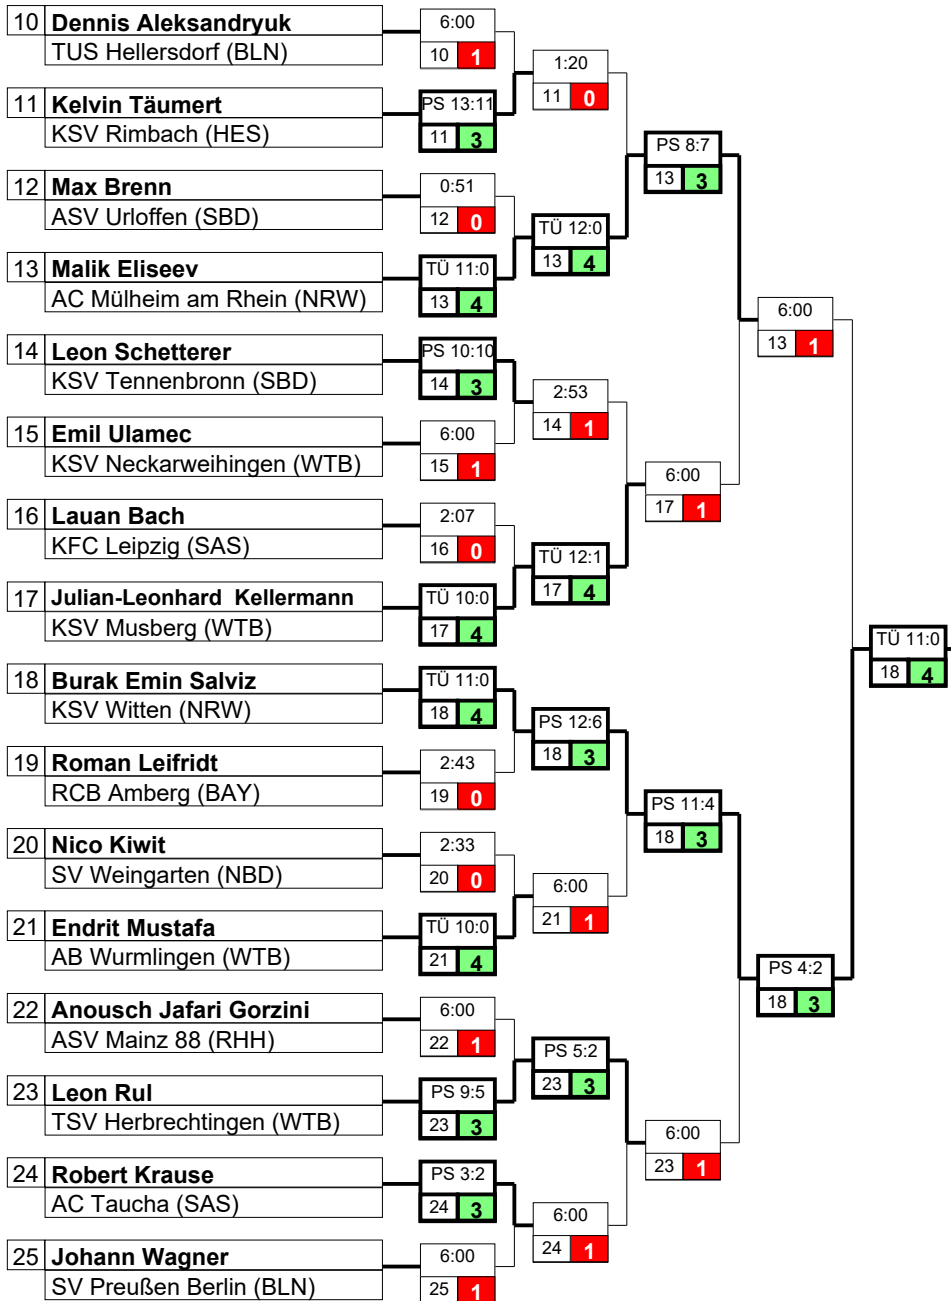 10 Dennis Aleksandryuk
TUS Hellersdorf (BLN)
6:00
10 1
11 Kelvin Täumert
KSV Rimbach (HES)
PS 13:11
11 3
1:20
11 0
12 Max Brenn
ASV Urloffen (SBD)
0:51
12 0
13 Malik Eliseev
AC Mülheim am Rhein (NRW)
TÜ 11:0
13 4
TÜ 12:0
13 4
PS 8:7
13 3
14 Leon Schetterer
KSV Tennenbronn (SBD)
PS 10:10
14 3
15 Emil Ulamec
KSV Neckarweihingen (WTB)
6:00
15 1
2:53
14 1
16 Lauan Bach
KFC Leipzig (SAS)
2:07
16 0
17 Julian-Leonhard Kellermann
KSV Musberg (WTB)
TÜ 10:0
17 4
TÜ 12:1
17 4
6:00
17 1
6:00
13 1
18 Burak Emin Salviz
KSV Witten (NRW)
TÜ 11:0
18 4
19 Roman Leifridt
RCB Amberg (BAY)
2:43
19 0
PS 12:6
18 3
20 Nico Kiwit
SV Weingarten (NBD)
2:33
20 0
21 Endrit Mustafa
AB Wurmlingen (WTB)
TÜ 10:0
21 4
6:00
21 1
PS 11:4
18 3
22 Anousch Jafari Gorzini
ASV Mainz 88 (RHH)
6:00
22 1
23 Leon Rul
TSV Herbrechtingen (WTB)
PS 9:5
23 3
PS 5:2
23 3
24 Robert Krause
AC Taucha (SAS)
PS 3:2
24 3
25 Johann Wagner
SV Preußen Berlin (BLN)
6:00
25 1
6:00
24 1
6:00
23 1
PS 4:2
18 3
TÜ 11:0
18 4